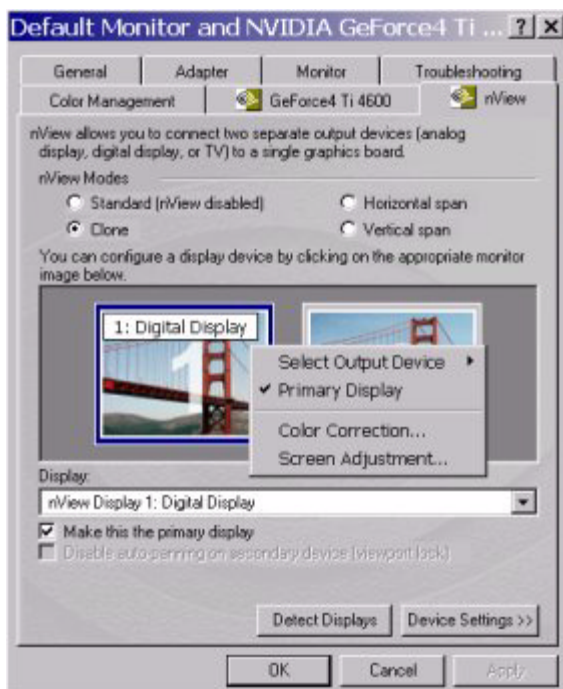 Default Monitor and NVIDIA GeForce4 Ti ... ? X
General Adapter Monitor Troubleshooting
Color Management GeForce4 Ti 4600 nView
nView allows you to connect two separate output devices (analog
display, digital display, or TV) to a single graphics board.
nView Modes
Standard (nView disabled) Horizontal span
Clone Vertical span
You can configure a display device by clicking on the appropriate monitor
image below.
1: Digital Display
1
Select Output Device
Primary Display
Color Correction...
Screen Adjustment...
Display:
nView Display 1: Digital Display
Make this the primary display
Disable auto-panning on secondary device (viewport lock)
Detect Displays Device Settings >>
OK Cancel Apply